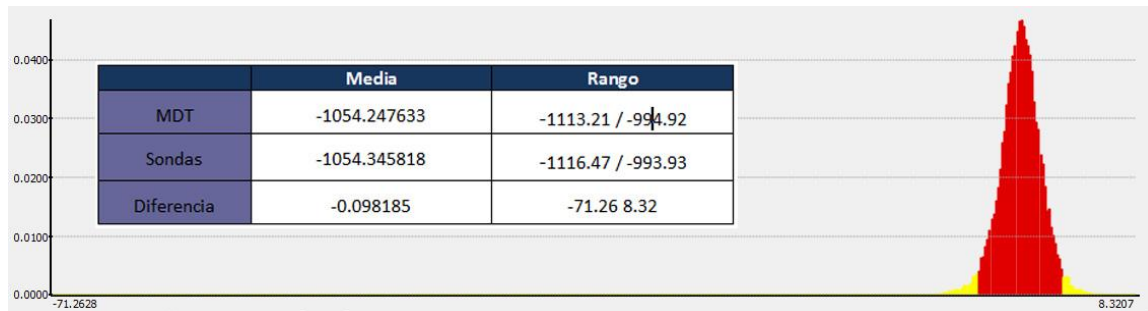 0.0400
0.0300
0.0200
0.0100
0.0000
Media Rango
MDT -1054.247633 -1113.21 / -994.92
Sondas -1054.345818 -1116.47 / -993.93
Diferencia -0.098185 -71.26 8.32
-71.2628 8.3207